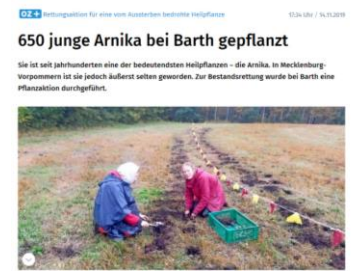 OZ+ Rettungsaktion für eine vom Aussterben bedrohte Heilpflanze
17:34 Uhr / 14.11.2019
650 junge Arnika bei Barth gepflanzt
Sie ist seit Jahrhunderten eine der bedeutendsten Heilpflanzen – die Arnika. In Mecklenburg-
Vorpommern ist sie jedoch äußerst selten geworden. Zur Bestandsrettung wurde bei Barth eine
Pflanzaktion durchgeführt.